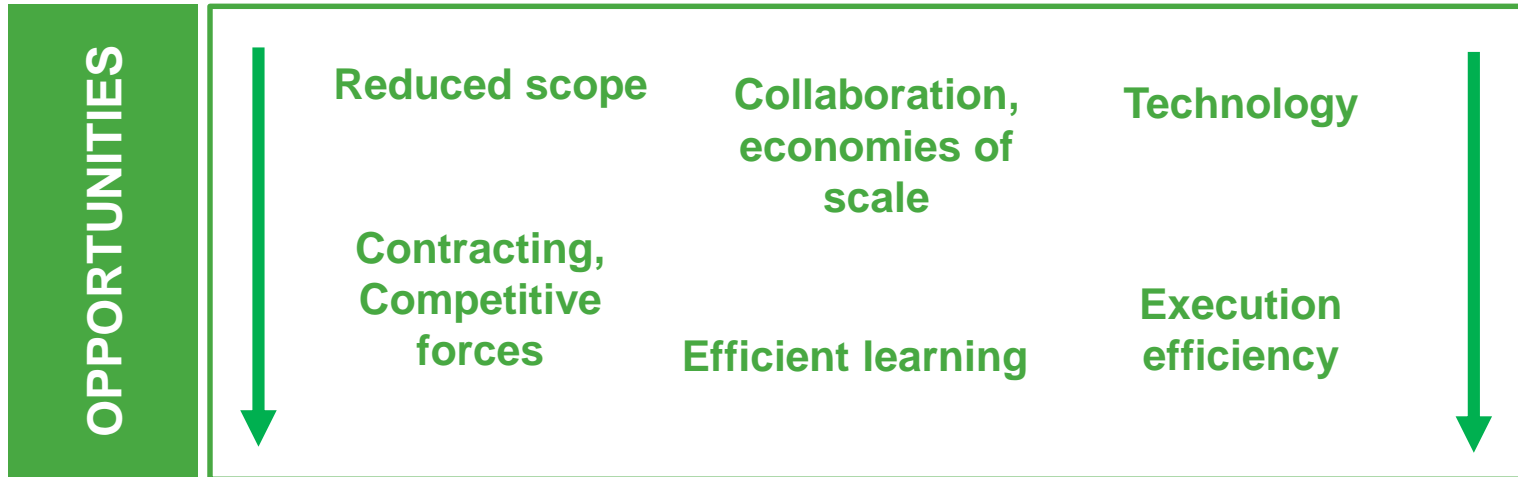 OPPORTUNITIES
Reduced scope
Collaboration,
economies of
scale
Technology
Contracting,
Competitive
forces
Efficient learning
Execution
efficiency